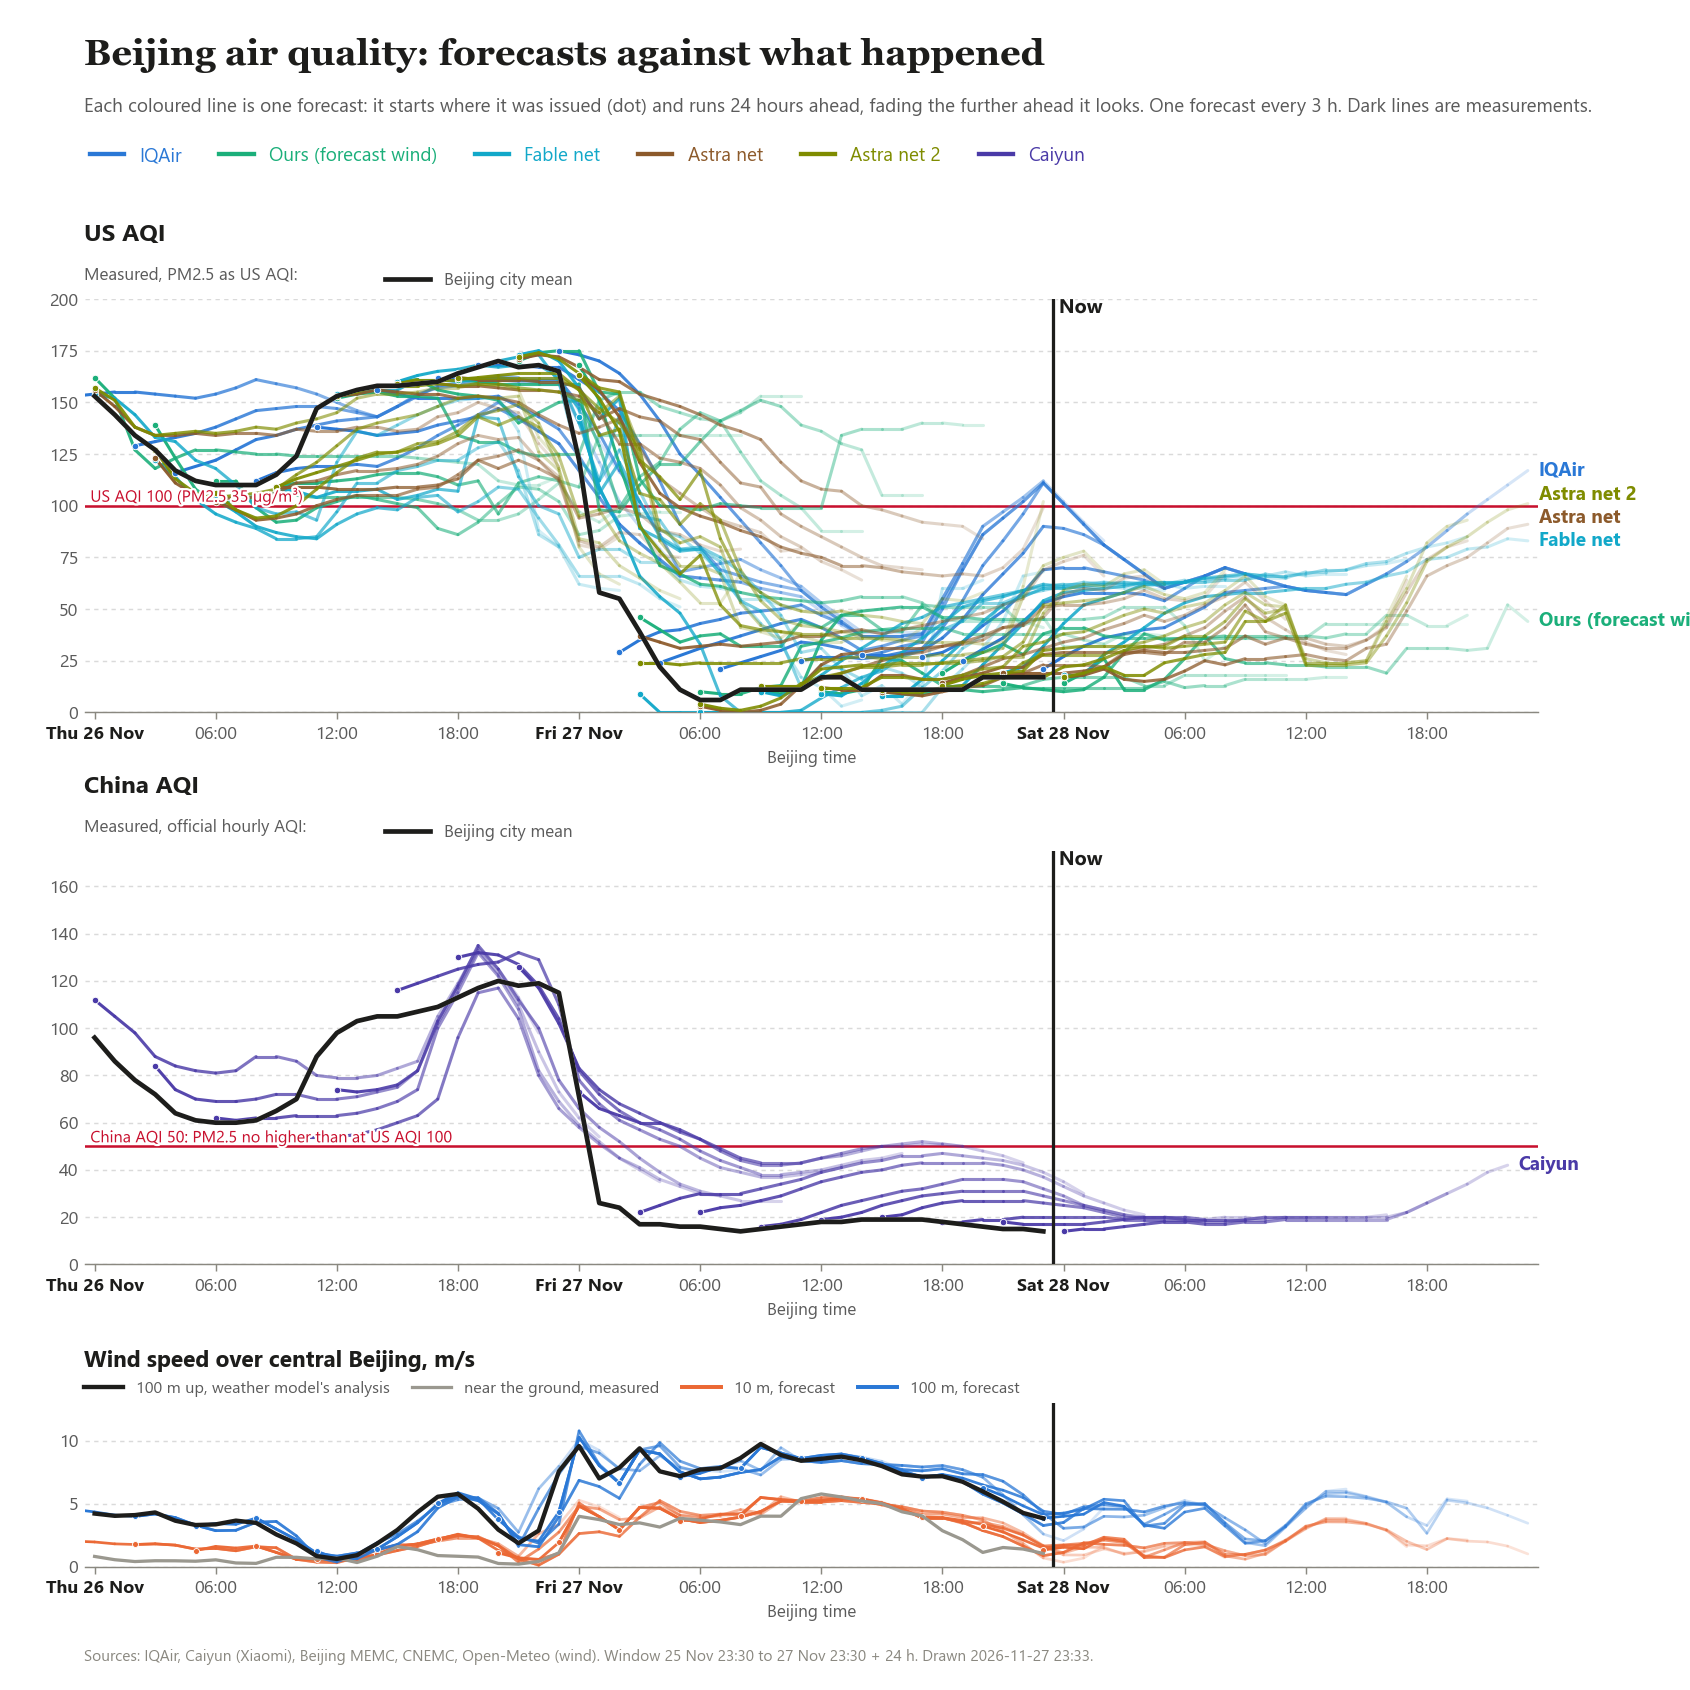 Beijing air quality: forecasts against what happened
Each coloured line is one forecast: it starts where it was issued (dot) and runs 24 hours ahead, fading the further ahead it looks. One forecast every 3 h. Dark lines are measurements.
IQAir Ours (forecast wind) Fable net Astra net Astra net 2 Caiyun
US AQI
Measured, PM2.5 as US AQI: Beijing city mean
Now
200
175
150
125
100
75
50
25
0
US AQI 100 (PM2.5 35 µg/m³)
IQAir
Astra net 2
Astra net
Fable net
Ours (forecast wi
Thu 26 Nov 06:00 12:00 18:00 Fri 27 Nov 06:00 12:00 18:00 Sat 28 Nov 06:00 12:00 18:00
Beijing time
China AQI
Measured, official hourly AQI: Beijing city mean
Now
160
140
120
100
80
60
40
20
0
China AQI 50: PM2.5 no higher than at US AQI 100
Caiyun
Thu 26 Nov 06:00 12:00 18:00 Fri 27 Nov 06:00 12:00 18:00 Sat 28 Nov 06:00 12:00 18:00
Beijing time
Wind speed over central Beijing, m/s
100 m up, weather model's analysis near the ground, measured 10 m, forecast 100 m, forecast
10
5
0
Thu 26 Nov 06:00 12:00 18:00 Fri 27 Nov 06:00 12:00 18:00 Sat 28 Nov 06:00 12:00 18:00
Beijing time
Sources: IQAir, Caiyun (Xiaomi), Beijing MEMC, CNEMC, Open-Meteo (wind). Window 25 Nov 23:30 to 27 Nov 23:30 + 24 h. Drawn 2026-11-27 23:33.